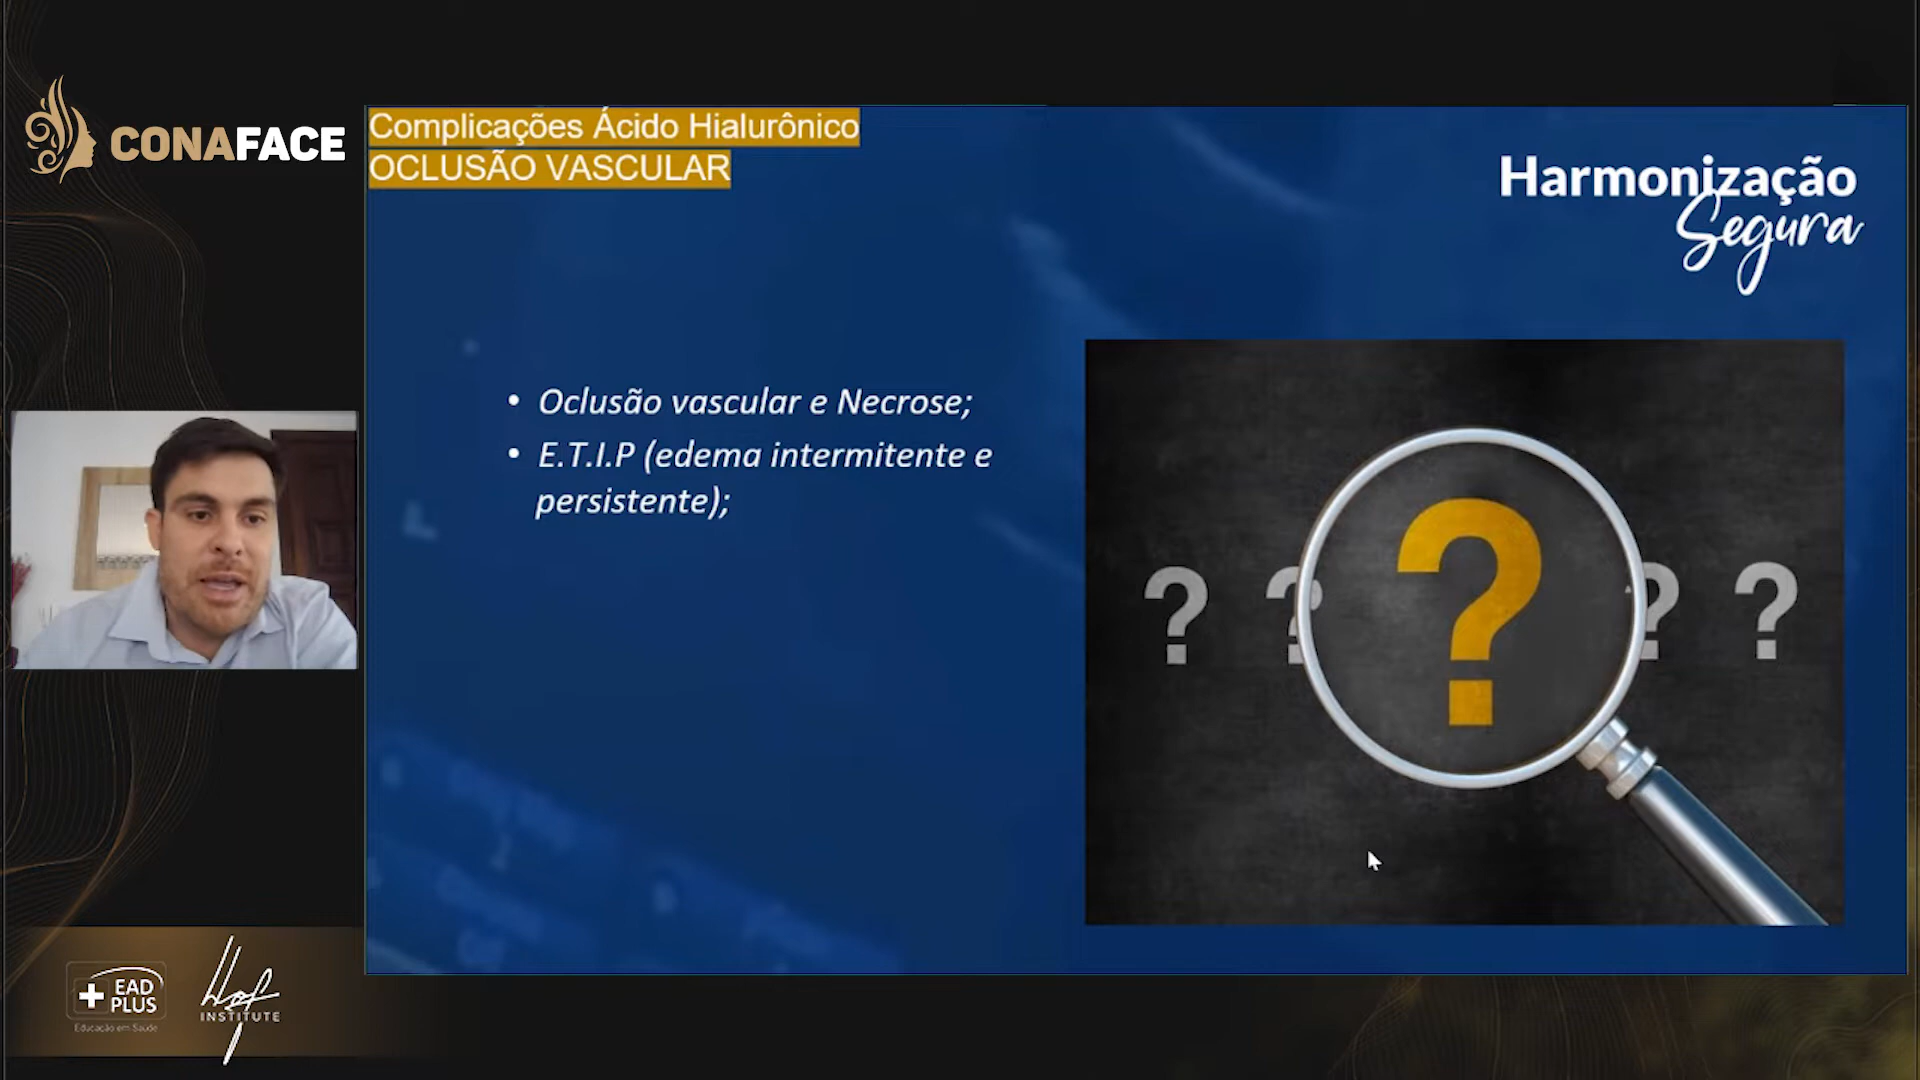 CONAFACE
Complicações Ácido Hialurônico
OCLUSÃO VASCULAR
Harmonização
Segura
• Oclusão vascular e Necrose;
• E.T.I.P (edema intermitente e
persistente);
? ? ? ? ?
+ EAD
PLUS
Educação em Saúde
Hof
INSTITUTE